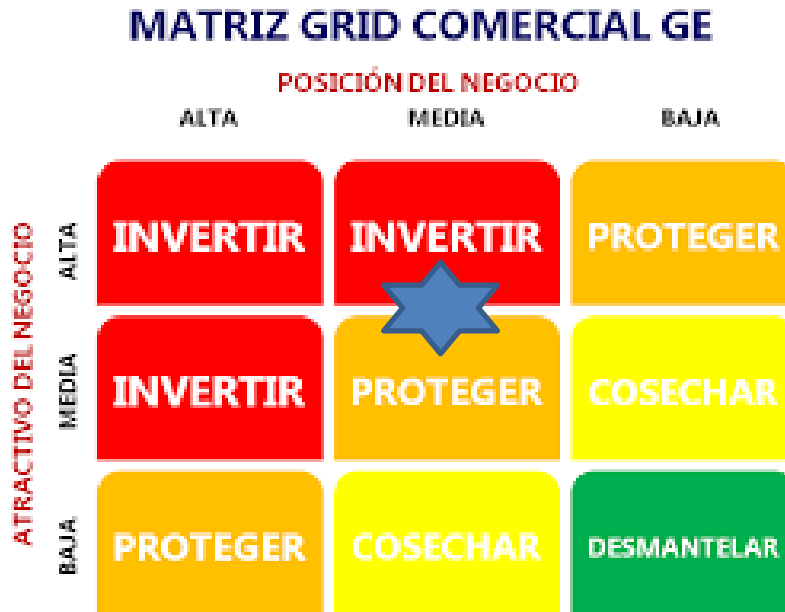 MATRIZ GRID COMERCIAL GE
POSICIÓN DEL NEGOCIO
ALTA MEDIA BAJA
ATRACTIVO DEL NEGOCIO
ALTA
INVERTIR INVERTIR PROTEGER
MEDIA
INVERTIR PROTEGER COSECHAR
BAJA
PROTEGER COSECHAR DESMANTELAR